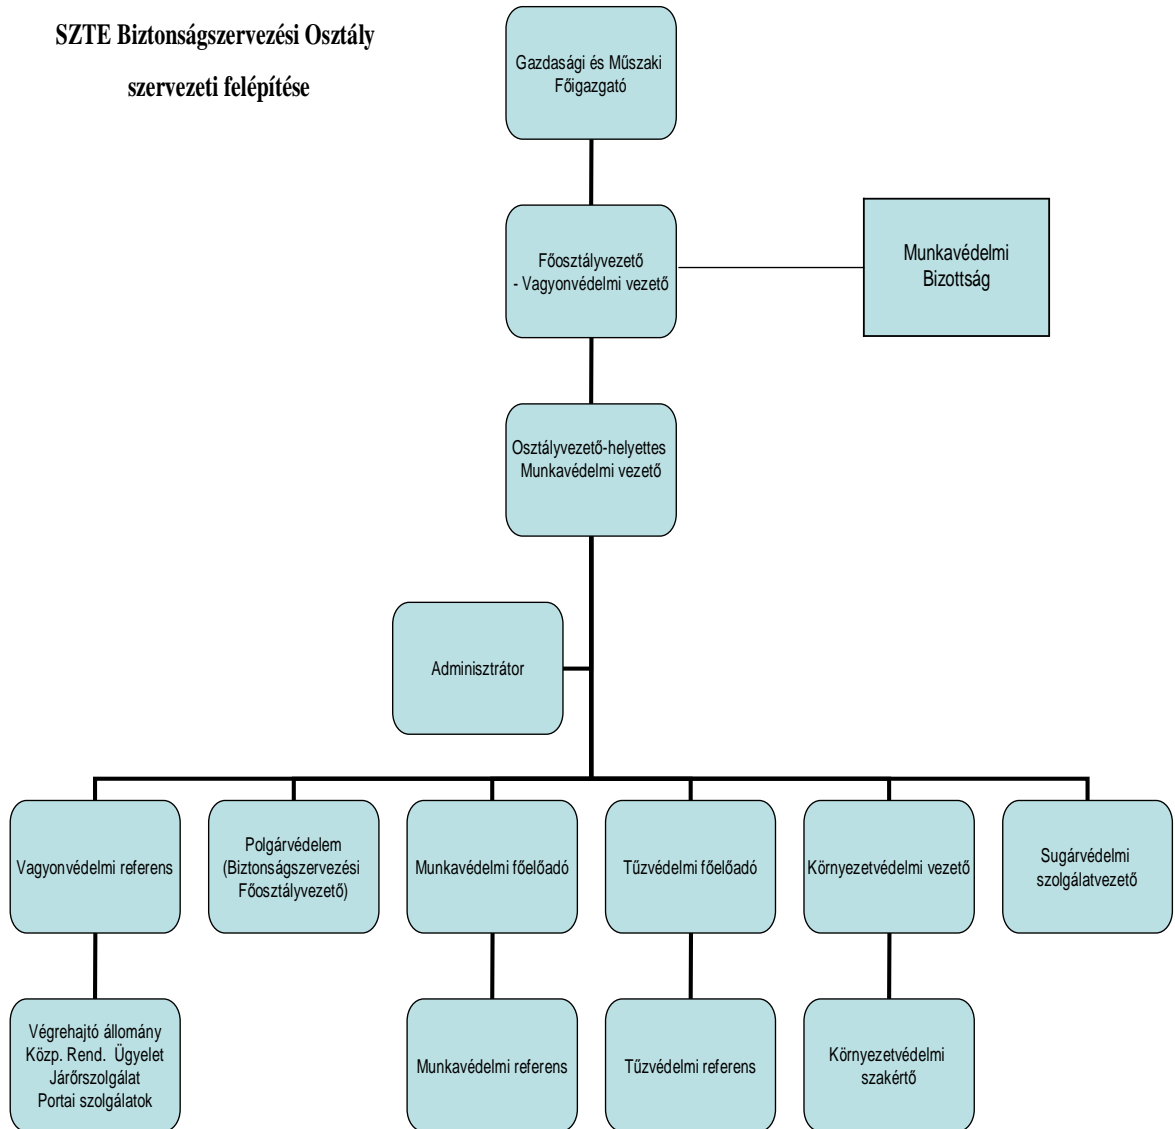 SZTE Biztonságszervezési Osztály
szervezeti felépítése
Gazdasági és Műszaki
Főigazgató
Főosztályvezető
- Vagyonvédelmi vezető
Munkavédelmi
Bizottság
Osztályvezető-helyettes
Munkavédelmi vezető
Adminisztrátor
Vagyonvédelmi referens
Polgárvédelem
(Biztonságszervezési
Főosztályvezető)
Munkavédelmi főelőadó
Tűzvédelmi főelőadó
Környezetvédelmi vezető
Sugárvédelmi
szolgálatvezető
Végrehajtó állomány
Közp. Rend. Ügyelet
Járőrszolgálat
Portai szolgálatok
Munkavédelmi referens
Tűzvédelmi referens
Környezetvédelmi
szakértő